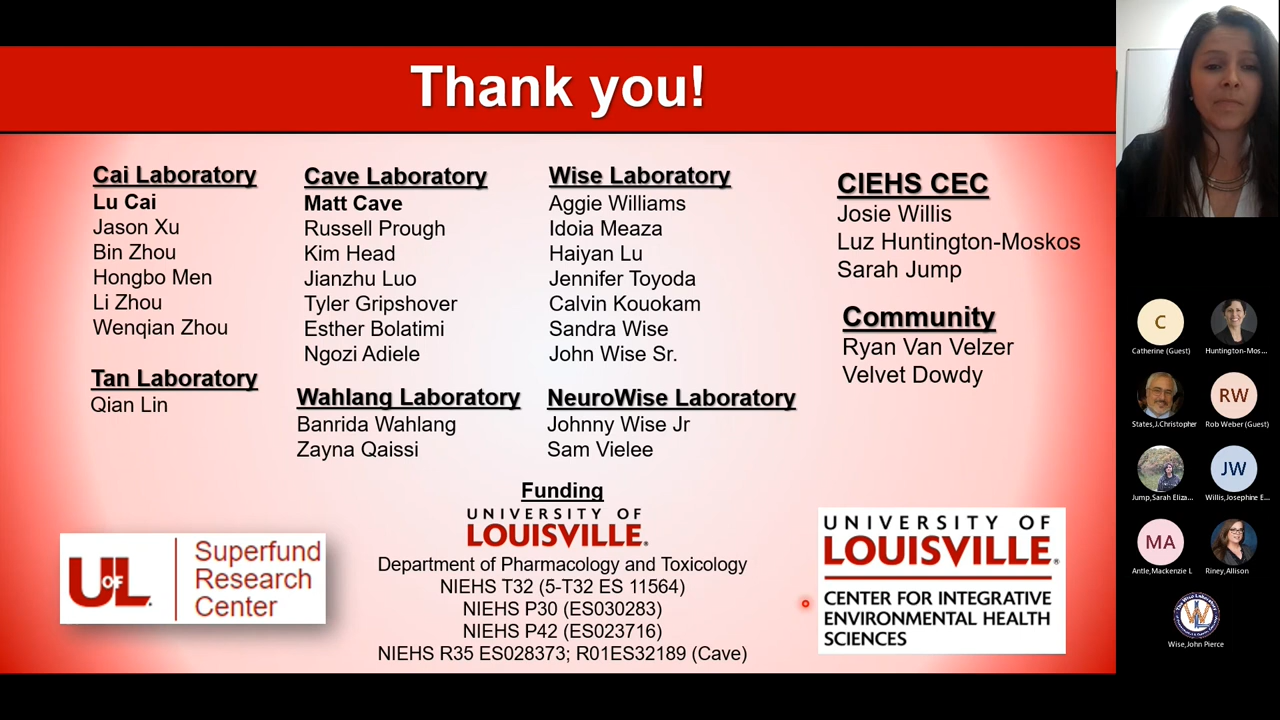 Thank you!
Cai Laboratory
Lu Cai
Jason Xu
Bin Zhou
Hongbo Men
Li Zhou
Wenqian Zhou
Tan Laboratory
Qian Lin
Cave Laboratory
Matt Cave
Russell Prough
Kim Head
Jianzhu Luo
Tyler Gripshover
Esther Bolatimi
Ngozi Adiele
Wahlang Laboratory
Banrida Wahlang
Zayna Qaissi
Wise Laboratory
Aggie Williams
Idoia Meaza
Haiyan Lu
Jennifer Toyoda
Calvin Kouokam
Sandra Wise
John Wise Sr.
NeuroWise Laboratory
Johnny Wise Jr
Sam Vielee
CIEHS CEC
Josie Willis
Luz Huntington-Moskos
Sarah Jump
Community
Ryan Van Velzer
Velvet Dowdy
Funding
UNIVERSITY OF
LOUISVILLE®
Department of Pharmacology and Toxicology
NIEHS T32 (5-T32 ES 11564)
NIEHS P30 (ES030283)
NIEHS P42 (ES023716)
NIEHS R35 ES028373; R01ES32189 (Cave)
U OF L
Superfund
Research
Center
UNIVERSITY OF
LOUISVILLE®
CENTER FOR INTEGRATIVE
ENVIRONMENTAL HEALTH
SCIENCES
C
Catherine (Guest)
Huntington-Mos...
States,J.Christopher
RW
Rob Weber (Guest)
Jump,Sarah Eliza...
JW
Willis,Josephine E...
MA
Antle,Mackenzie L
Riney,Allison
Wise,John Pierce